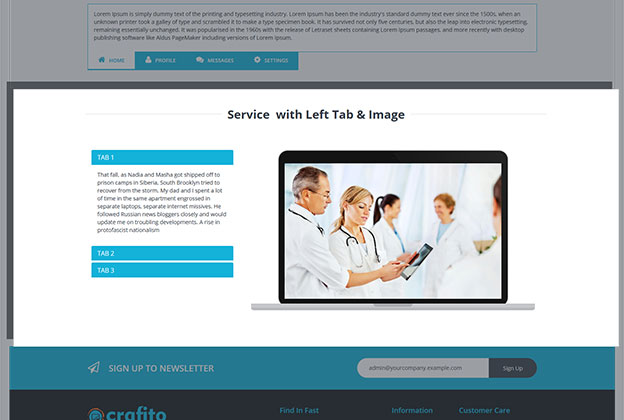 Lorem Ipsum is simply dummy text of the printing and typesetting industry. Lorem Ipsum has been the industry's standard dummy text ever since the 1500s, when an
unknown printer took a galley of type and scrambled it to make a type specimen book. It has survived not only five centuries, but also the leap into electronic typesetting,
remaining essentially unchanged. It was popularised in the 1960s with the release of Letraset sheets containing Lorem Ipsum passages, and more recently with desktop
publishing software like Aldus PageMaker including versions of Lorem Ipsum.
HOME PROFILE MESSAGES SETTINGS
Service with Left Tab & Image
TAB 1
That fall, as Nadia and Masha got shipped off to
prison camps in Siberia, South Brooklyn tried to
recover from the storm. My dad and I spent a lot
of time in the same apartment engrossed in
separate laptops, separate internet missives. He
followed Russian news bloggers closely and would
update me on troubling developments. A rise in
protofascist nationalism
TAB 2
TAB 3
SIGN UP TO NEWSLETTER
admin@yourcompany.example.com Sign Up
crafito Find In Fast Information Customer Care